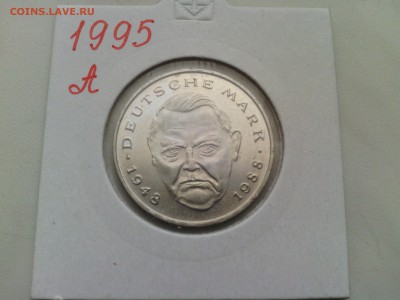 COINS.LAVE.RU
1995
A
· DEUTSCHE MARK ·
1948
1988